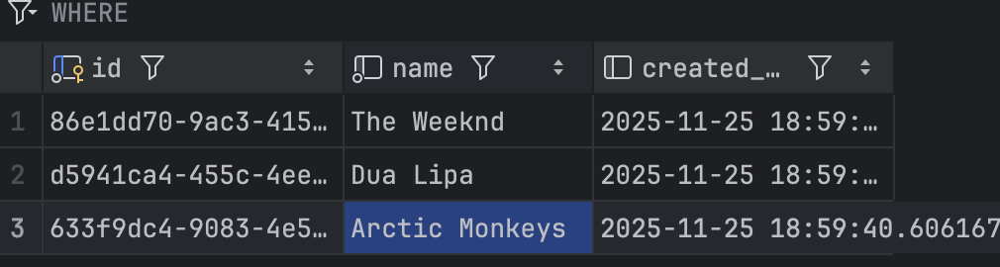 WHERE
id name created_…
1 86e1dd70-9ac3-415… The Weeknd 2025-11-25 18:59:…
2 d5941ca4-455c-4ee… Dua Lipa 2025-11-25 18:59:…
3 633f9dc4-9083-4e5… Arctic Monkeys 2025-11-25 18:59:40.606167